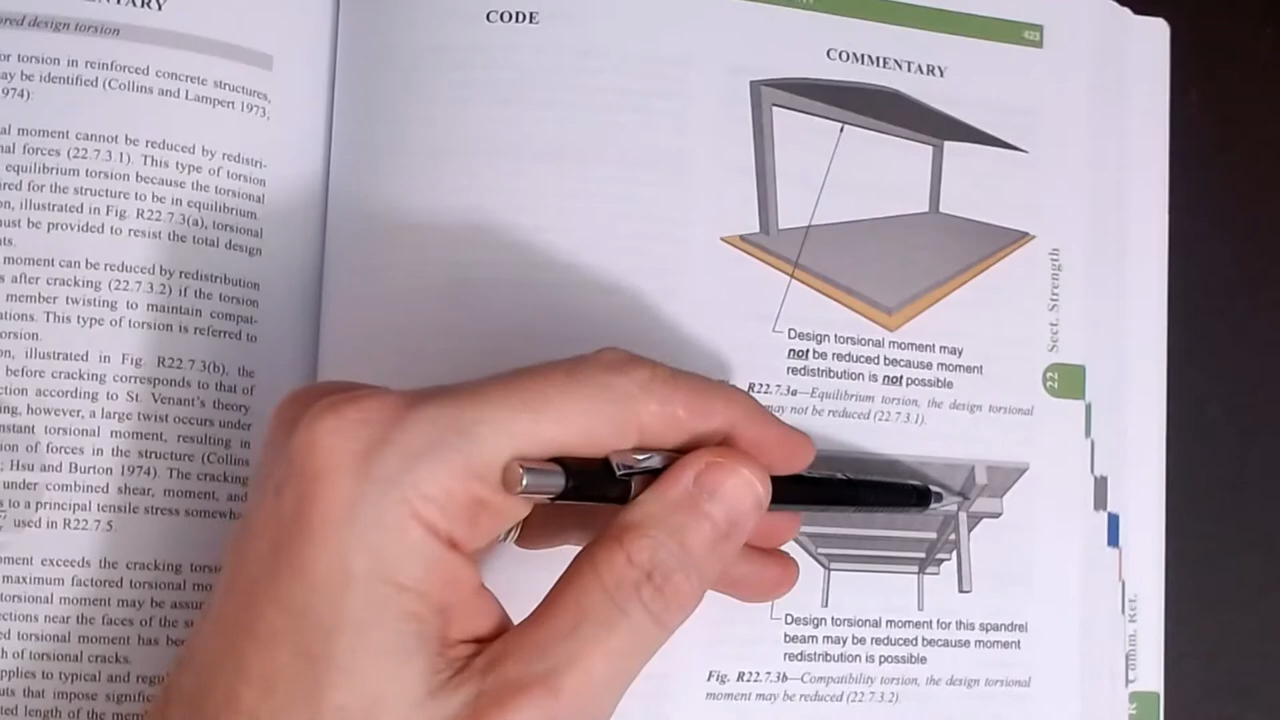 ored design torsion
CODE
423
COMMENTARY
or torsion in reinforced concrete structures,
ay be identified (Collins and Lampert 1973;
974):
al moment cannot be reduced by redistri-
nal forces (22.7.3.1). This type of torsion
equilibrium torsion because the torsional
ired for the structure to be in equilibrium.
on, illustrated in Fig. R22.7.3(a), torsional
must be provided to resist the total design
ts.
moment can be reduced by redistribution
s after cracking (22.7.3.2) if the torsion
member twisting to maintain compat-
ations. This type of torsion is referred to
orsion.
on, illustrated in Fig. R22.7.3(b), the
before cracking corresponds to that of
ction according to St. Venant's theory
ing, however, a large twist occurs under
nstant torsional moment, resulting in
ion of forces in the structure (Collins
; Hsu and Burton 1974). The cracking
under combined shear, moment, and
s to a principal tensile stress somewha
used in R22.7.5.
oment exceeds the cracking torsi
maximum factored torsional mo
torsional moment may be assur
ections near the faces of the s
ed torsional moment has be
h of torsional cracks.
pplies to typical and regu
uts that impose signific
ted length of the mem
Design torsional moment may
not be reduced because moment
redistribution is not possible
R22.7.3a—Equilibrium torsion, the design torsional
may not be reduced (22.7.3.1).
Design torsional moment for this spandrel
beam may be reduced because moment
redistribution is possible
Fig. R22.7.3b—Compatibility torsion, the design torsional
moment may be reduced (22.7.3.2).
Sect. Strength
22
Comm. Ref.
R